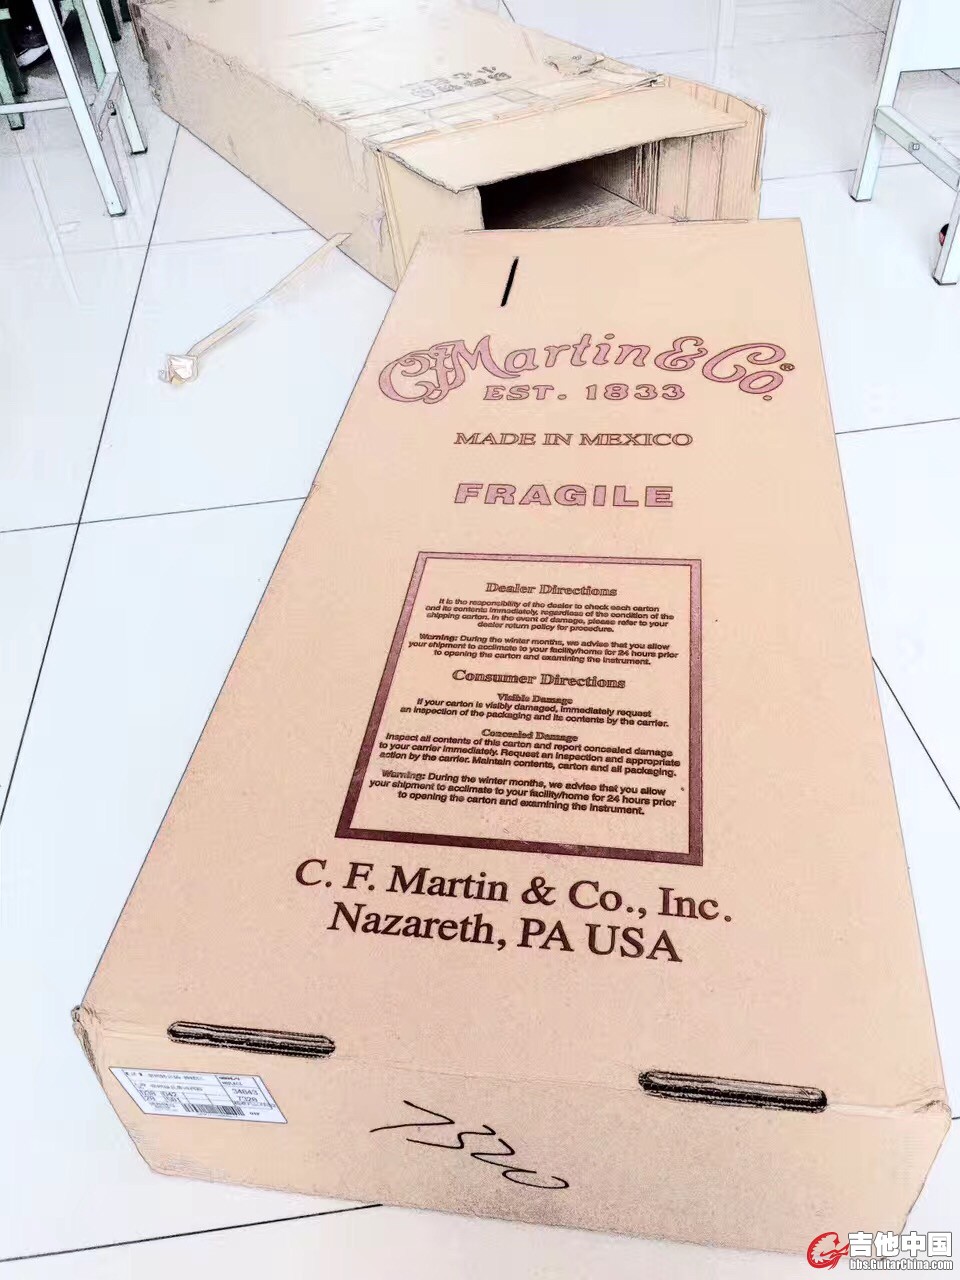 CFMartin & Co.®
EST. 1833
MADE IN MEXICO
FRAGILE
Dealer Directions
It is the responsibility of the dealer to check each carton
and its contents immediately, regardless of the condition of the
shipping carton. In the event of damage, please refer to your
dealer return policy for procedure.
Warning: During the winter months, we advise that you allow
your shipment to acclimate to your facility/home for 24 hours prior
to opening the carton and examining the instrument.
Consumer Directions
Visible Damage
If your carton is visibly damaged, immediately request
an inspection of the packaging and its contents by the carrier.
Concealed Damage
Inspect all contents of this carton and report concealed damage
to your carrier immediately. Request an inspection and appropriate
action by the carrier. Maintain contents, carton and all packaging.
Warning: During the winter months, we advise that you allow
your shipment to acclimate to your facility/home for 24 hours prior
to opening the carton and examining the instrument.
C. F. Martin & Co., Inc.
Nazareth, PA USA
34643
7320
7320
吉他中国
bbs.GuitarChina.com